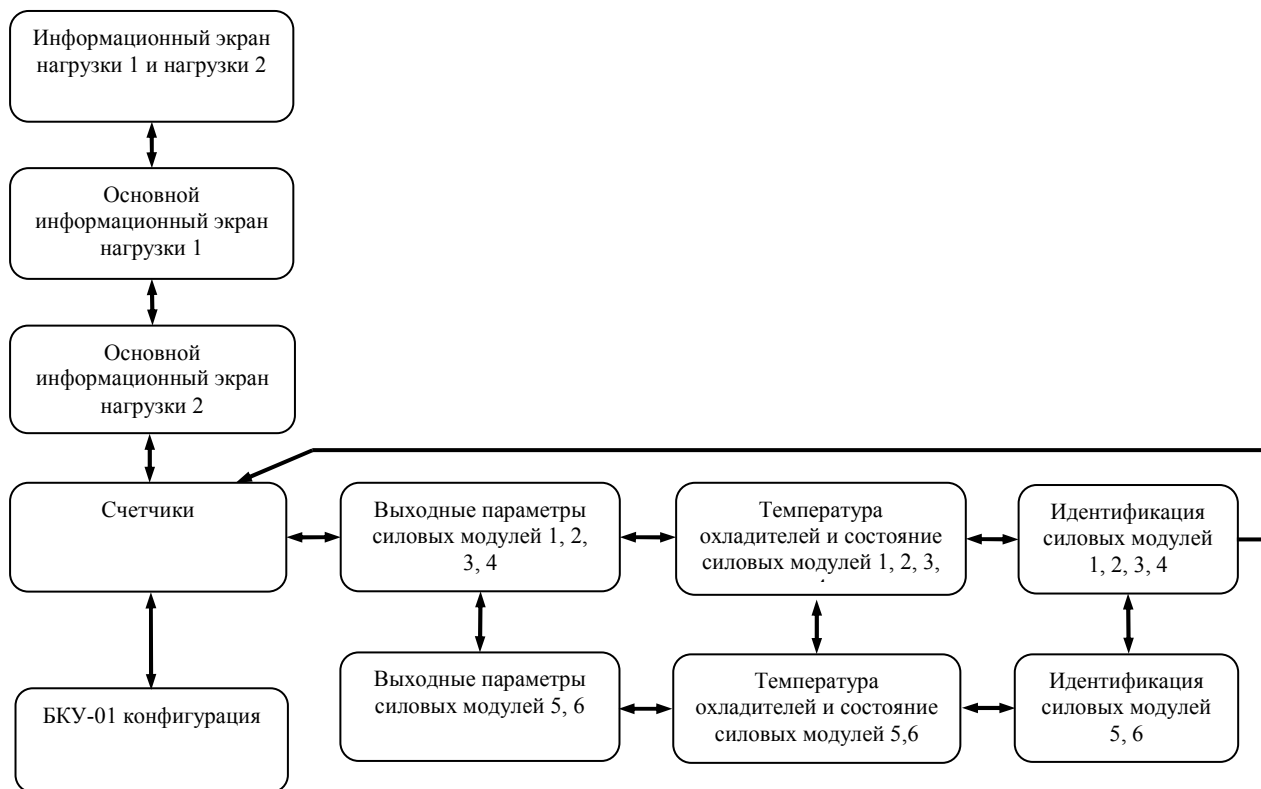 Информационный экран
нагрузки 1 и нагрузки 2
Основной
информационный экран
нагрузки 1
Основной
информационный экран
нагрузки 2
Счетчики
Выходные параметры
силовых модулей 1, 2,
3, 4
Температура
охладителей и состояние
силовых модулей 1, 2, 3,
Идентификация
силовых модулей
1, 2, 3, 4
БКУ-01 конфигурация
Выходные параметры
силовых модулей 5, 6
Температура
охладителей и состояние
силовых модулей 5,6
Идентификация
силовых модулей
5, 6